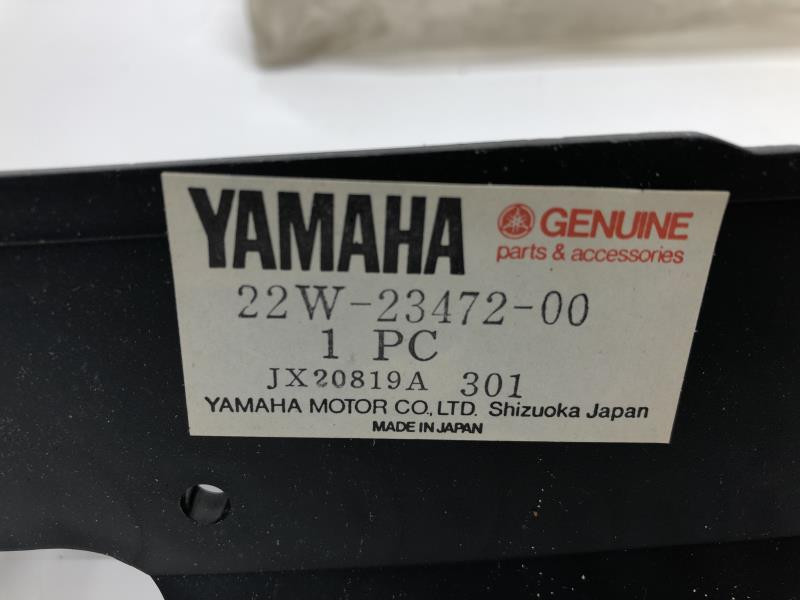 YAMAHA GENUINE
parts & accessories
22W-23472-00
1 PC
JX20819A 301
YAMAHA MOTOR CO., LTD. Shizuoka Japan
MADE IN JAPAN